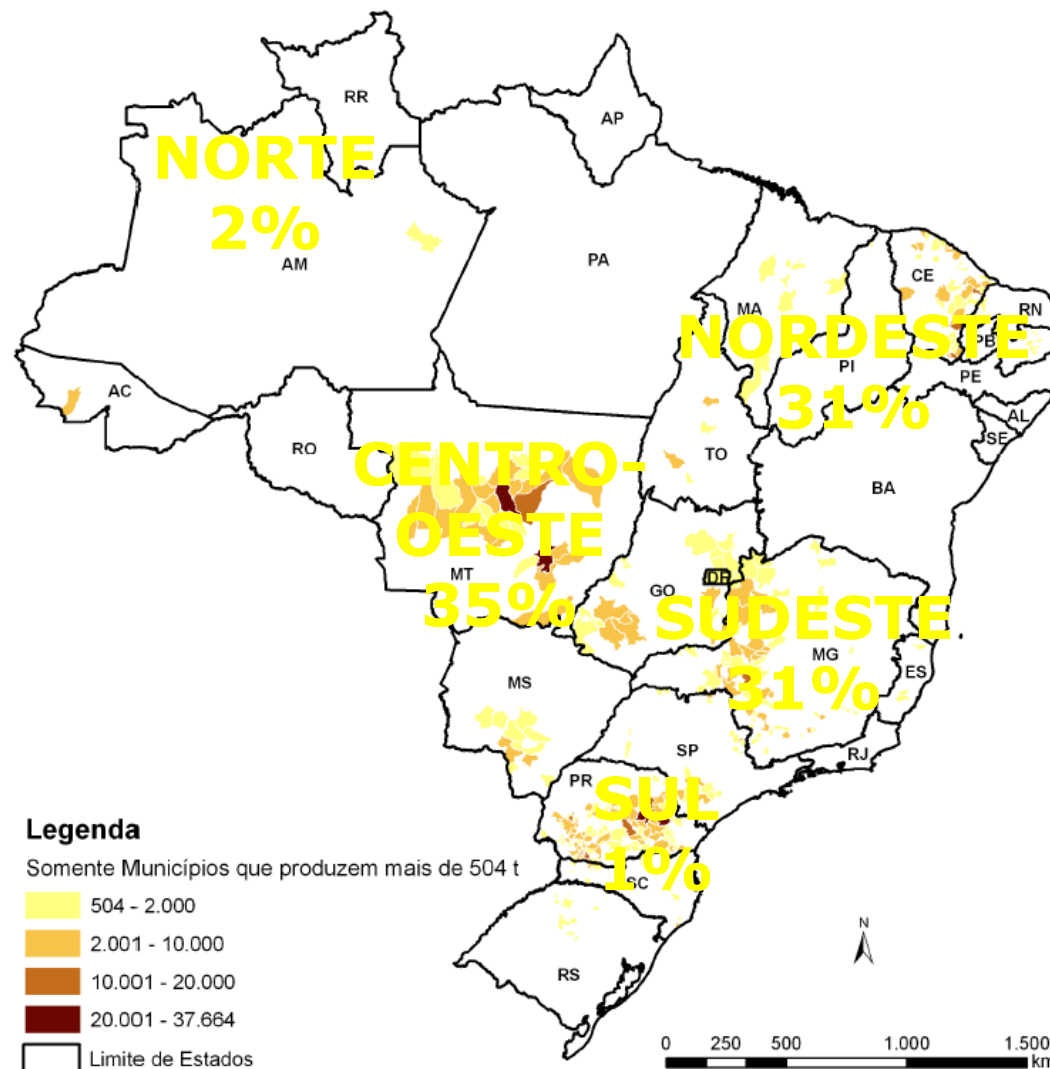 RR
AP
NORTE
2%
AM
PA
CE
MA
RN
NORDESTE
PB
PI
PE
31%
AC
AL
SE
RO
TO
BA
CENTRO-
OESTE
MT
35%
DF
GO
SUDESTE
MG
31%
ES
MS
SP
RJ
PR
SUL
1%
SC
RS
N
Legenda
Somente Municípios que produzem mais de 504 t
504 - 2.000
2.001 - 10.000
10.001 - 20.000
20.001 - 37.664
Limite de Estados
0 250 500 1.000 1.500
km